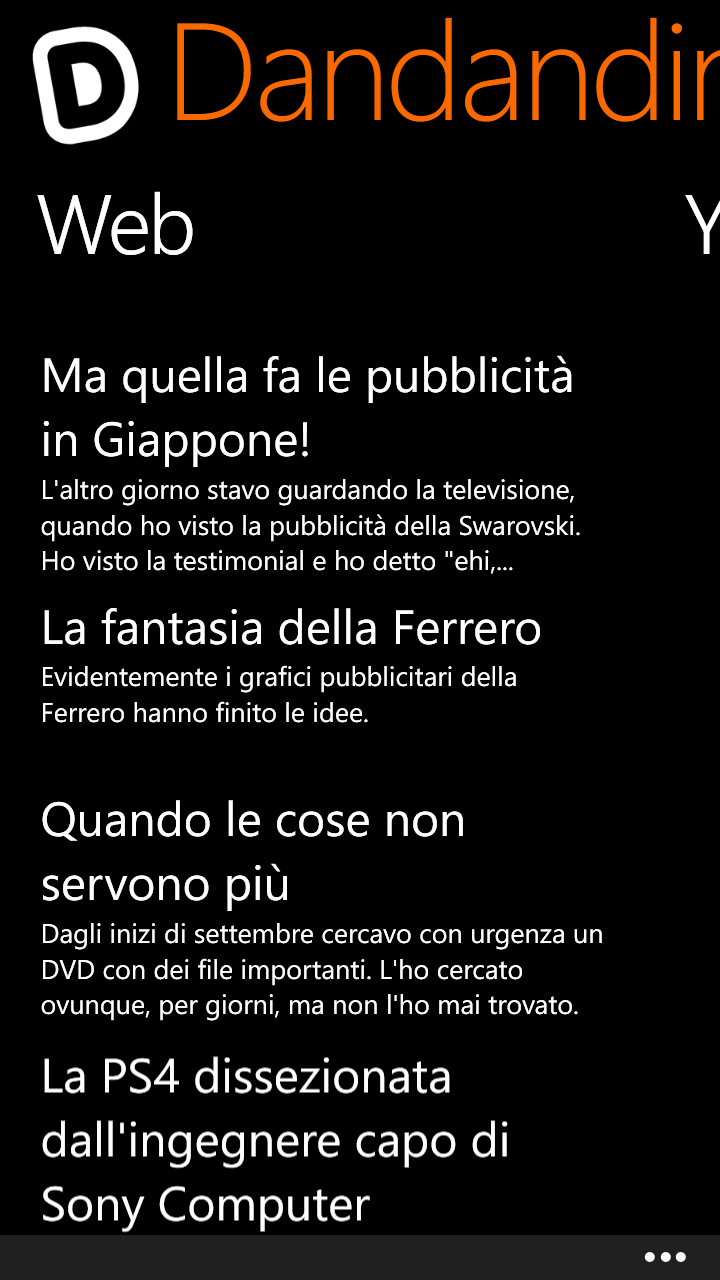 D Dandandin
Web Y
Ma quella fa le pubblicità
in Giappone!
L'altro giorno stavo guardando la televisione,
quando ho visto la pubblicità della Swarovski.
Ho visto la testimonial e ho detto "ehi,...
La fantasia della Ferrero
Evidentemente i grafici pubblicitari della
Ferrero hanno finito le idee.
Quando le cose non
servono più
Dagli inizi di settembre cercavo con urgenza un
DVD con dei file importanti. L'ho cercato
ovunque, per giorni, ma non l'ho mai trovato.
La PS4 dissezionata
dall'ingegnere capo di
Sony Computer